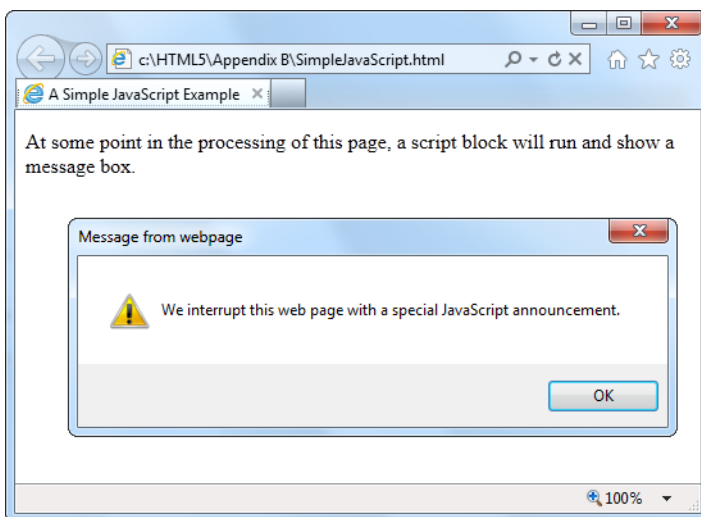 c:\HTML5\Appendix B\SimpleJavaScript.html
A Simple JavaScript Example
At some point in the processing of this page, a script block will run and show a
message box.
Message from webpage
We interrupt this web page with a special JavaScript announcement.
OK
100%